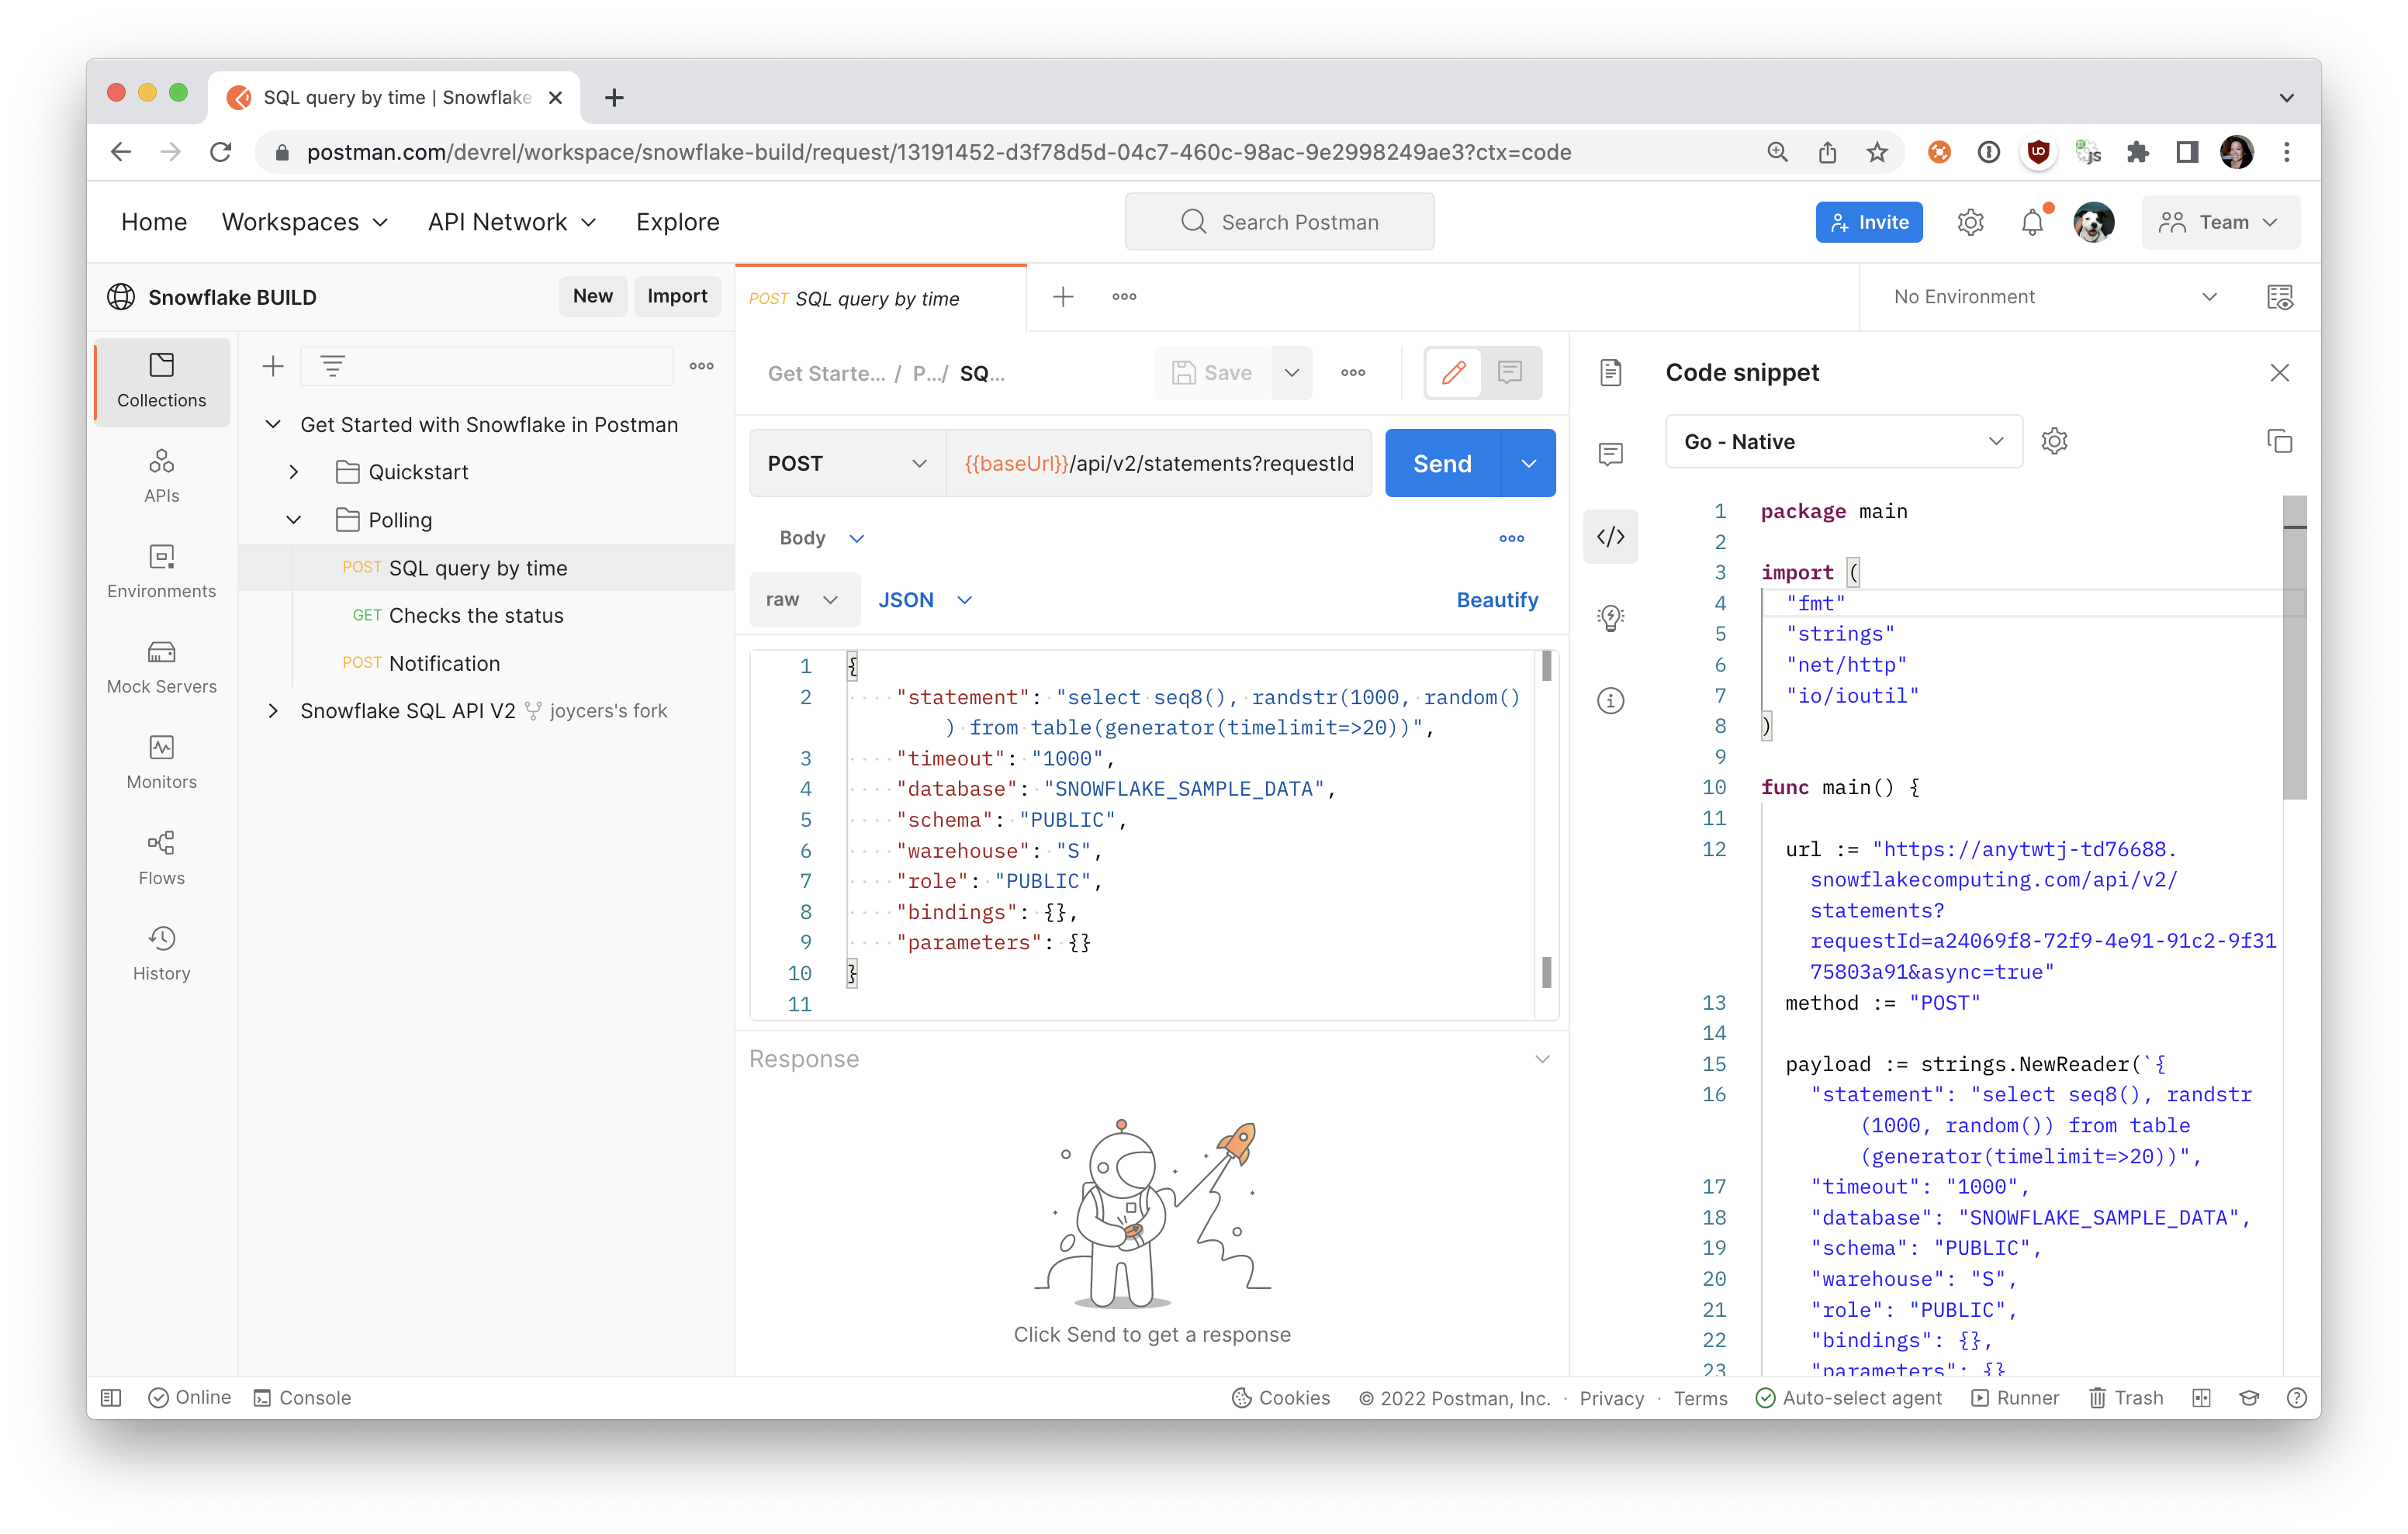 SQL query by time | Snowflake
postman.com/devrel/workspace/snowflake-build/request/13191452-d3f78d5d-04c7-460c-98ac-9e2998249ae3?ctx=code
Home Workspaces API Network Explore
Search Postman
Invite
Team
Snowflake BUILD
New
Import
POST SQL query by time
No Environment
Collections
APIs
Environments
Mock Servers
Monitors
Flows
History
Get Started with Snowflake in Postman
Quickstart
Polling
POST SQL query by time
GET Checks the status
POST Notification
Snowflake SQL API V2 joycers's fork
Get Starte... / P.../ SQ...
Save
POST
{{baseUrl}}/api/v2/statements?requestId
Send
Body
raw
JSON
Beautify
1 {
2 "statement": "select seq8(), randstr(1000, random()
) from table(generator(timelimit=>20))",
3 "timeout": "1000",
4 "database": "SNOWFLAKE_SAMPLE_DATA",
5 "schema": "PUBLIC",
6 "warehouse": "S",
7 "role": "PUBLIC",
8 "bindings": {},
9 "parameters": {}
10 }
11
Response
Click Send to get a response
Code snippet
Go - Native
1 package main
2
3 import (
4 "fmt"
5 "strings"
6 "net/http"
7 "io/ioutil"
8 )
9
10 func main() {
11
12 url := "https://anytwtj-td76688.
snowflakecomputing.com/api/v2/
statements?
requestId=a24069f8-72f9-4e91-91c2-9f31
75803a91&async=true"
13 method := "POST"
14
15 payload := strings.NewReader(`{
16 "statement": "select seq8(), randstr
(1000, random()) from table
(generator(timelimit=>20))",
17 "timeout": "1000",
18 "database": "SNOWFLAKE_SAMPLE_DATA",
19 "schema": "PUBLIC",
20 "warehouse": "S",
21 "role": "PUBLIC",
22 "bindings": {},
23 "parameters": {}
Online
Console
Cookies
© 2022 Postman, Inc. · Privacy · Terms
Auto-select agent
Runner
Trash